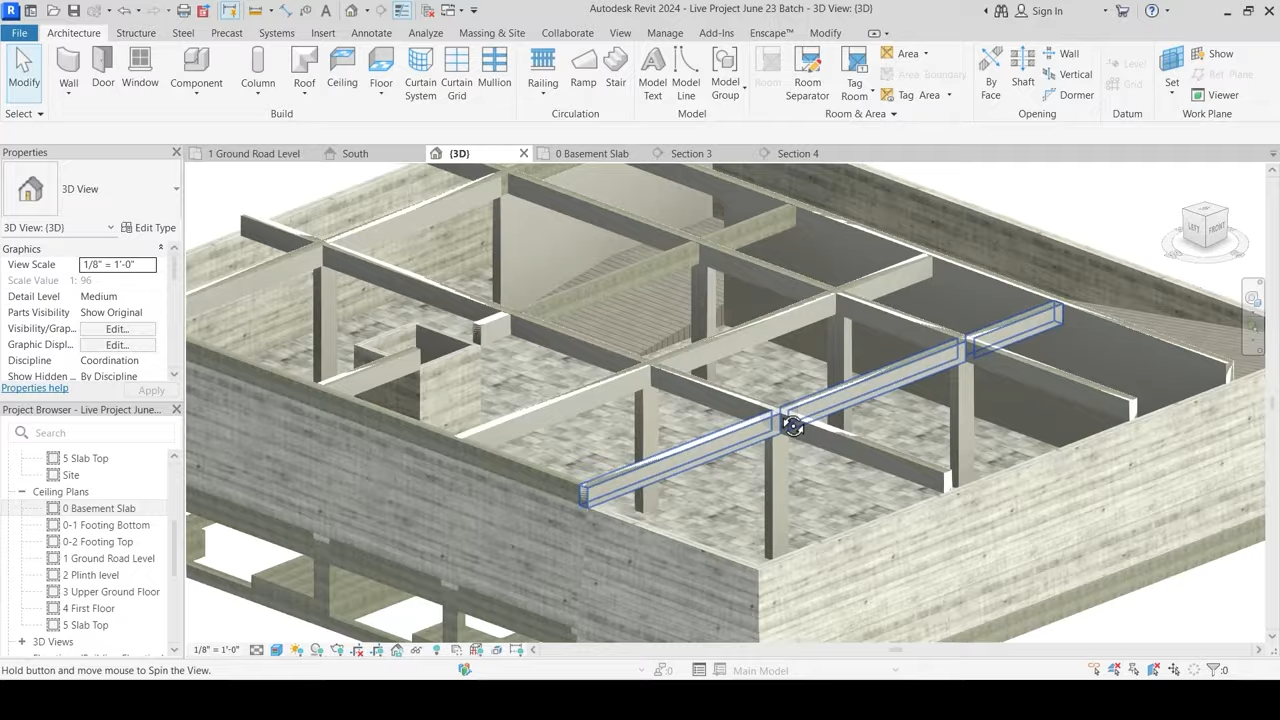 Autodesk Revit 2024 - Live Project June 23 Batch - 3D View: {3D}
Sign In
File Architecture Structure Steel Precast Systems Insert Annotate Analyze Massing & Site Collaborate View Manage Add-Ins Enscape™ Modify
Modify Wall Door Window Component Column Roof Ceiling Floor Curtain System Curtain Grid Mullion Railing Ramp Stair Model Text Model Line Model Group Room Room Separator Tag Room Area Area Boundary Tag Area By Face Shaft Wall Vertical Dormer Level Grid Set Show Ref Plane Viewer
Select Build Circulation Model Room & Area Opening Datum Work Plane
Properties
1 Ground Road Level South {3D} 0 Basement Slab Section 3 Section 4
3D View
3D View: {3D} Edit Type
Graphics
View Scale 1/8" = 1'-0"
Scale Value 1: 96
Detail Level Medium
Parts Visibility Show Original
Visibility/Grap... Edit...
Graphic Displ... Edit...
Discipline Coordination
Show Hidden By Discipline
Properties help Apply
LEFT FRONT
Project Browser - Live Project June...
Search
5 Slab Top
Site
Ceiling Plans
0 Basement Slab
0-1 Footing Bottom
0-2 Footing Top
1 Ground Road Level
2 Plinth level
3 Upper Ground Floor
4 First Floor
5 Slab Top
3D Views
1/8" = 1'-0"
Hold button and move mouse to Spin the View.
:0
Main Model
:0